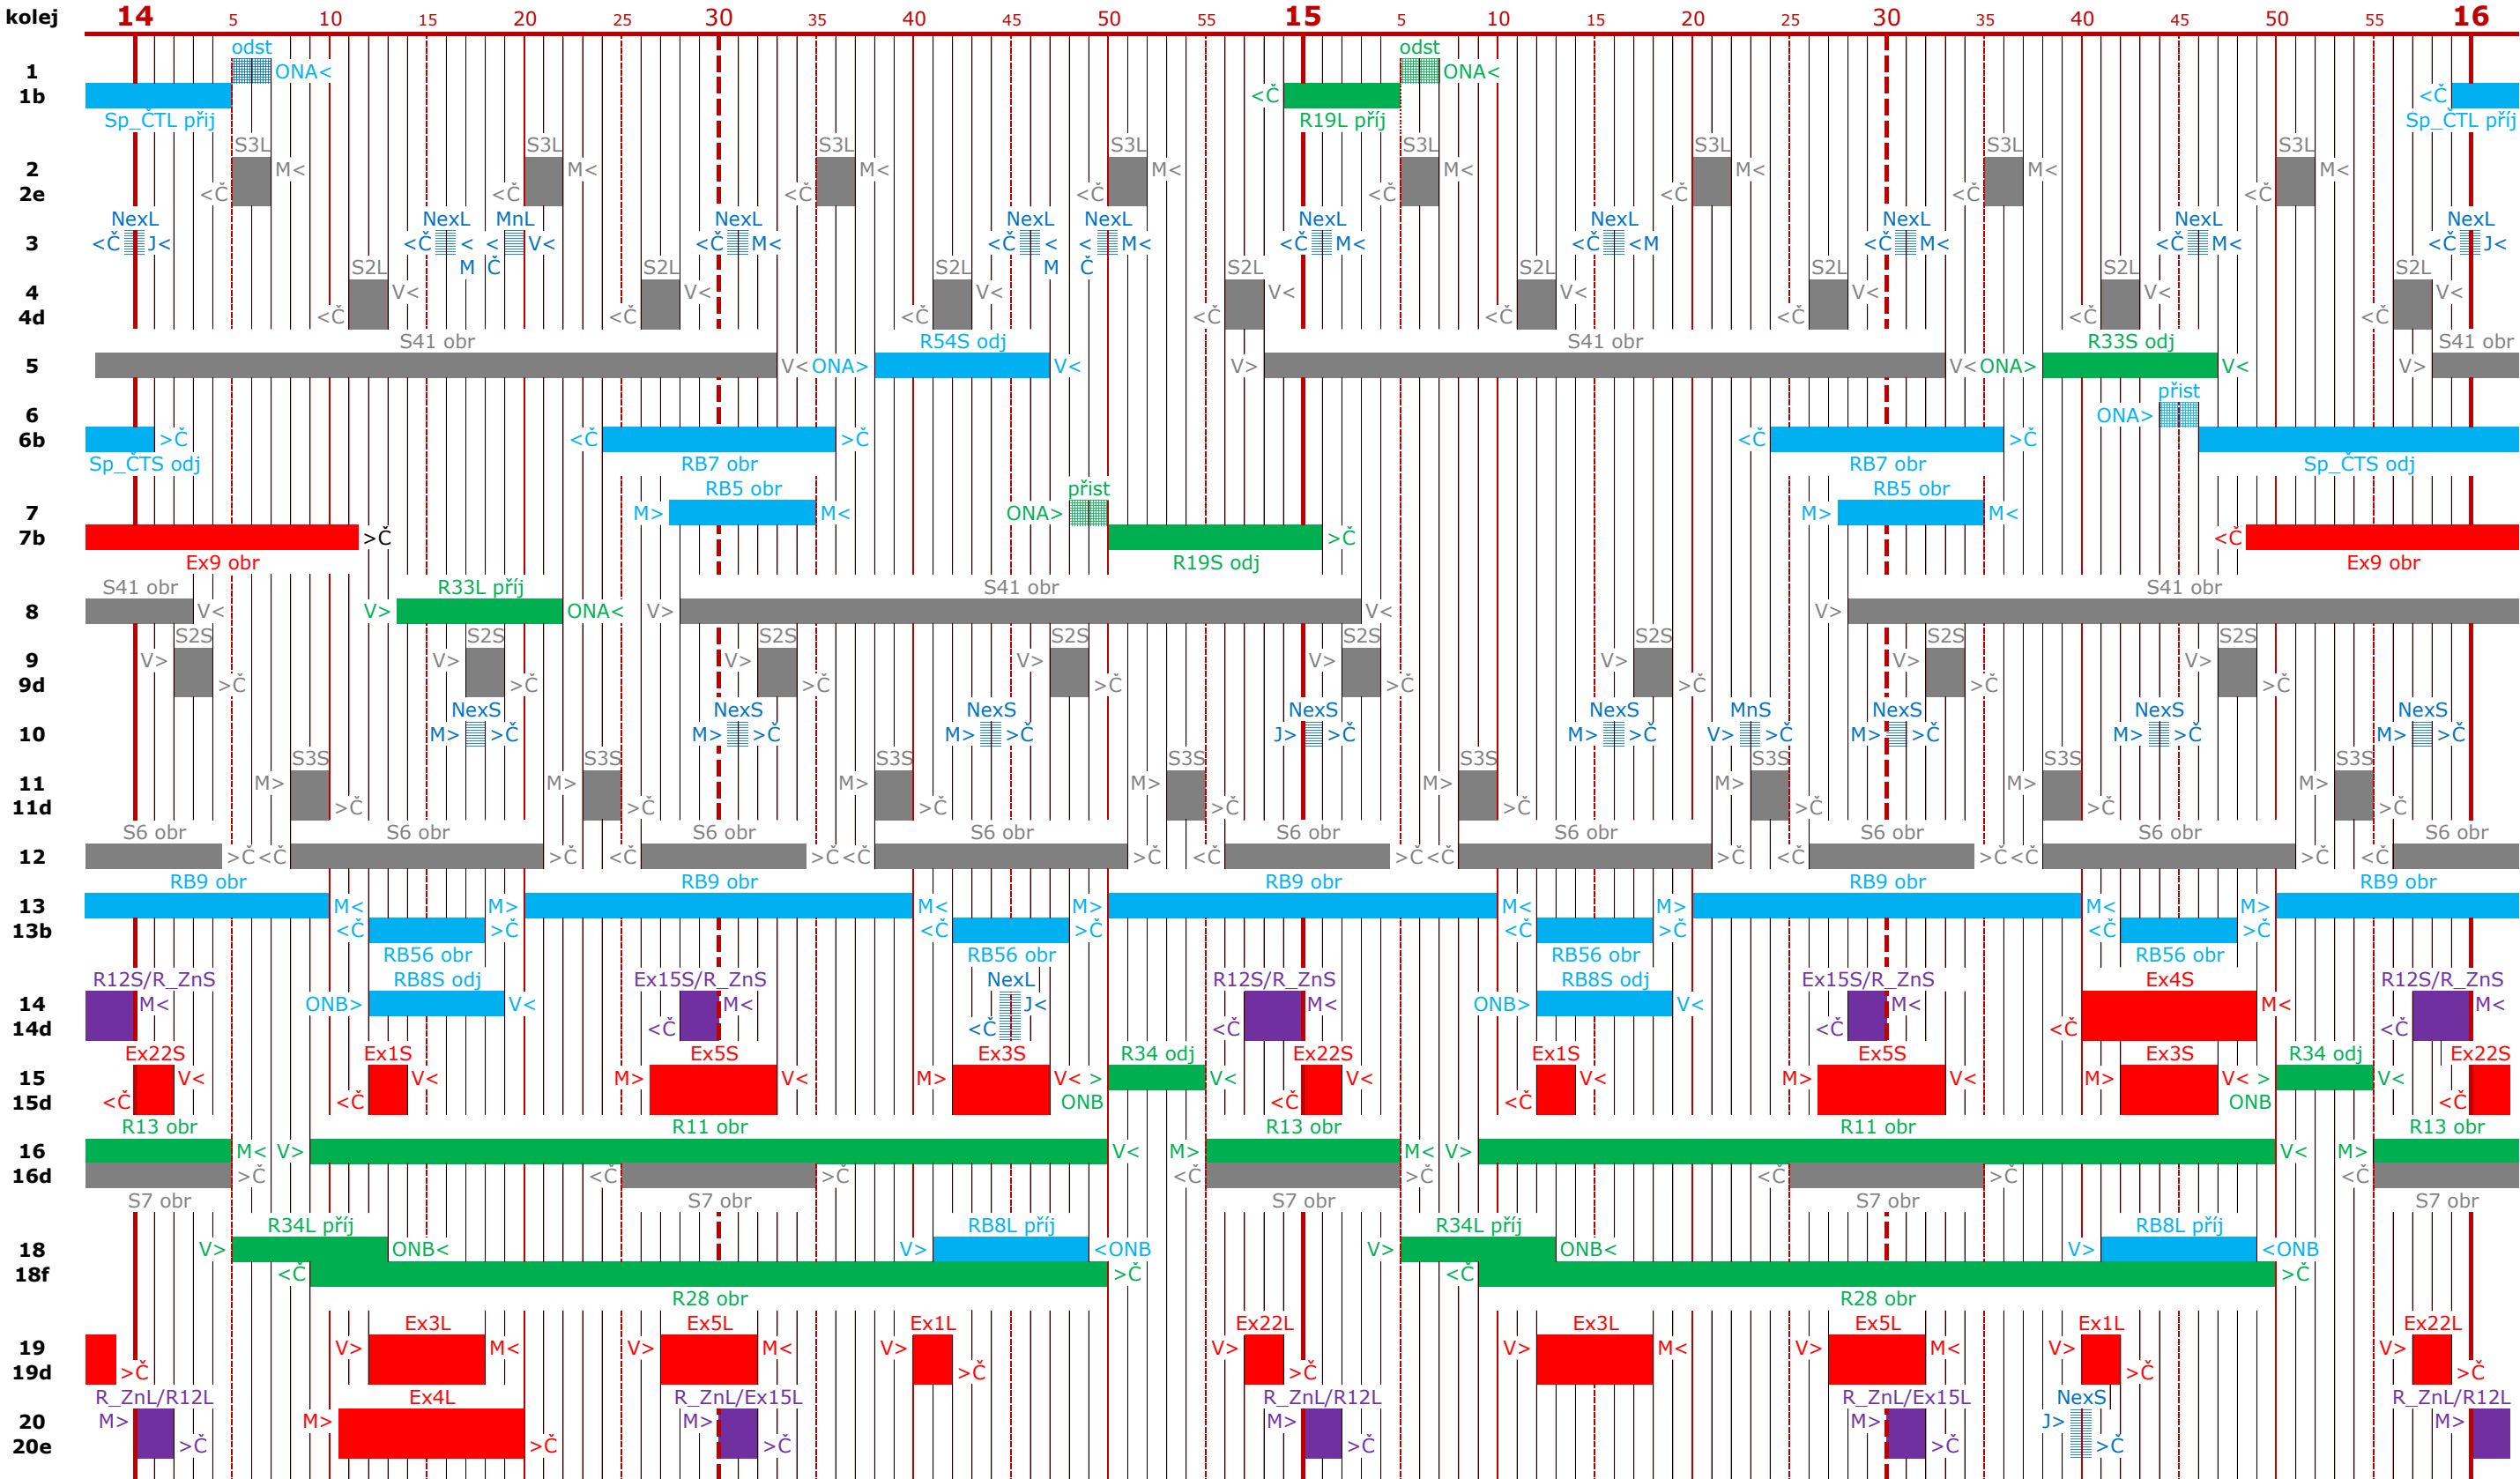 kolej 14 5 10 15 20 25 30 35 40 45 50 55 15 5 10 15 20 25 30 35 40 45 50 55 16
odst odst
1 ONA< ONA<
1b <Č <Č
Sp_ČTL přij R19L příj Sp_ČTL příj
S3L S3L S3L S3L S3L S3L S3L S3L
2 M< M< M< M< M< M< M< M<
2e <Č <Č <Č <Č <Č <Č <Č <Č
NexL NexL MnL NexL NexL NexL NexL NexL NexL NexL NexL
3 <Č J< <Č < < V< <Č M< <Č < < M< <Č M< <Č <M <Č M< <Č M< <Č J<
M Č M Č
S2L S2L S2L S2L S2L S2L S2L S2L
4 V< V< V< V< V< V< V< V<
4d <Č <Č <Č <Č <Č <Č <Č <Č
S41 obr R54S odj S41 obr R33S odj S41 obr
5 V< ONA> V< V> V< ONA> V< V>
přist
6 ONA>
6b >Č <Č >Č <Č >Č
Sp_ČTS odj RB7 obr RB7 obr Sp_ČTS odj
RB5 obr přist RB5 obr
7 M> M< ONA> M> M<
7b >Č >Č <Č
Ex9 obr R19S odj Ex9 obr
S41 obr R33L příj S41 obr S41 obr
8 V< V> ONA< V> V< V>
S2S S2S S2S S2S S2S S2S S2S S2S
9 V> V> V> V> V> V> V> V>
9d >Č >Č >Č >Č >Č >Č >Č >Č
NexS NexS NexS NexS NexS MnS NexS NexS NexS
10 M> >Č M> >Č M> >Č J> >Č M> >Č V> >Č M> >Č M> >Č M> >Č
S3S S3S S3S S3S S3S S3S S3S S3S
11 M> M> M> M> M> M> M> M>
11d >Č >Č >Č >Č >Č >Č >Č >Č
S6 obr S6 obr S6 obr S6 obr S6 obr S6 obr S6 obr S6 obr S6 obr
12 >Č <Č >Č <Č >Č <Č >Č <Č >Č <Č >Č <Č >Č <Č >Č <Č
RB9 obr RB9 obr RB9 obr RB9 obr RB9 obr
13 M< M> M< M> M< M> M< M>
13b <Č >Č <Č >Č <Č >Č <Č >Č
RB56 obr RB56 obr RB56 obr RB56 obr
R12S/R_ZnS RB8S odj Ex15S/R_ZnS NexL R12S/R_ZnS RB8S odj Ex15S/R_ZnS Ex4S R12S/R_ZnS
14 M< ONB> V< M< J< M< ONB> V< M< M< M<
14d <Č <Č <Č <Č <Č <Č
Ex22S Ex1S Ex5S Ex3S R34 odj Ex22S Ex1S Ex5S Ex3S R34 odj Ex22S
15 V< V< M> V< M> V< > V< V< V< M> V< M> V< > V<
15d <Č <Č ONB <Č <Č ONB <Č
R13 obr R11 obr R13 obr R11 obr R13 obr
16 M< V> V< M> M< V> V< M>
16d >Č <Č >Č <Č >Č <Č >Č <Č
S7 obr S7 obr S7 obr S7 obr S7 obr
R34L příj RB8L příj R34L příj RB8L příj
18 V> ONB< V> <ONB V> ONB< V> <ONB
18f <Č >Č <Č >Č
R28 obr R28 obr
Ex3L Ex5L Ex1L Ex22L Ex3L Ex5L Ex1L Ex22L
19 V> M< V> M< V> V> V> M< V> M< V> V>
19d >Č >Č >Č >Č >Č
R_ZnL/R12L Ex4L R_ZnL/Ex15L R_ZnL/R12L R_ZnL/Ex15L NexS R_ZnL/R12L
20 M> M> M> M> M> J> M>
20e >Č >Č >Č >Č >Č >Č